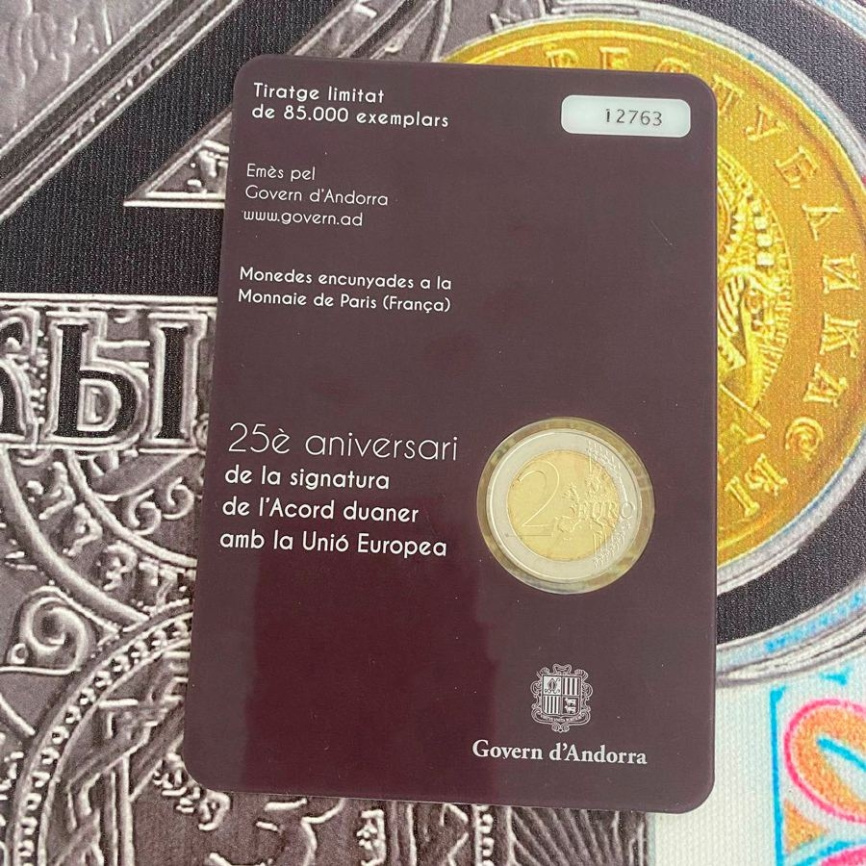 Tiratge limitat
de 85.000 exemplars
12763
Emès pel
Govern d'Andorra
www.govern.ad
Monedes encunyades a la
Monnaie de Paris (França)
25è aniversari
de la signatura
de l'Acord duaner
amb la Unió Europea
2 EURO
Govern d'Andorra